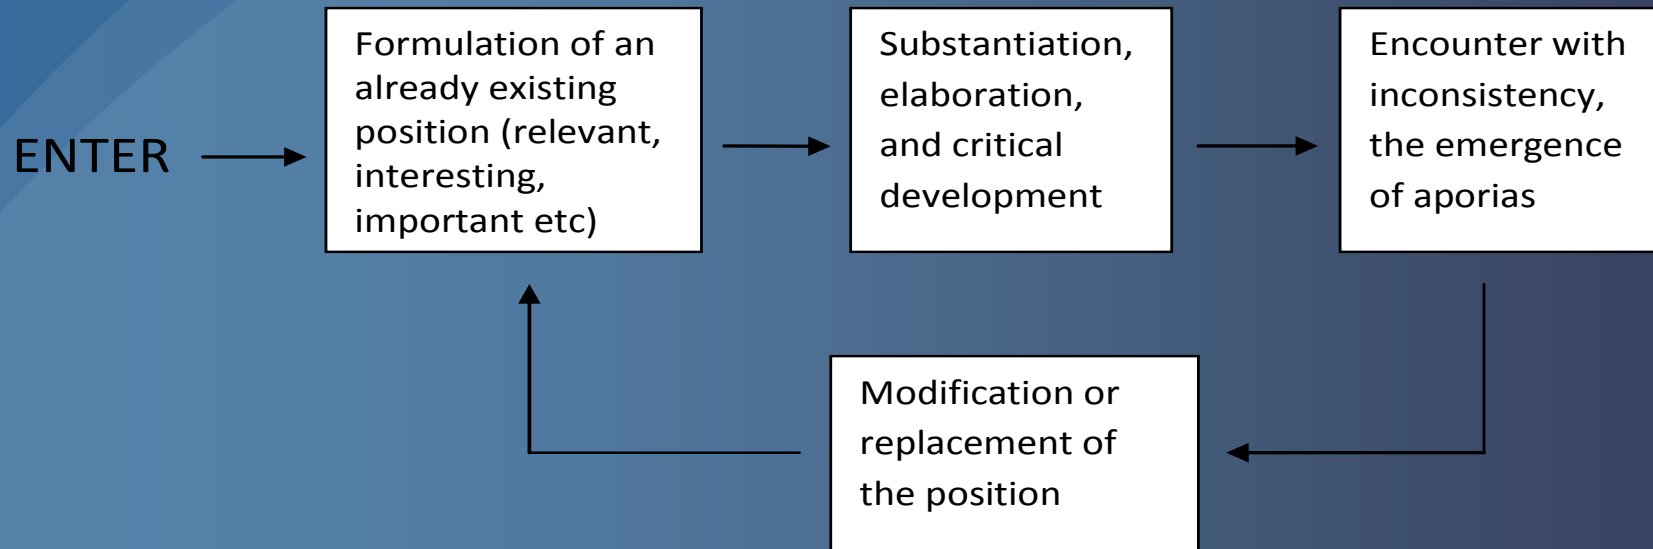 ENTER
Formulation of an
already existing
position (relevant,
interesting,
important etc)
Substantiation,
elaboration,
and critical
development
Encounter with
inconsistency,
the emergence
of aporias
Modification or
replacement of
the position